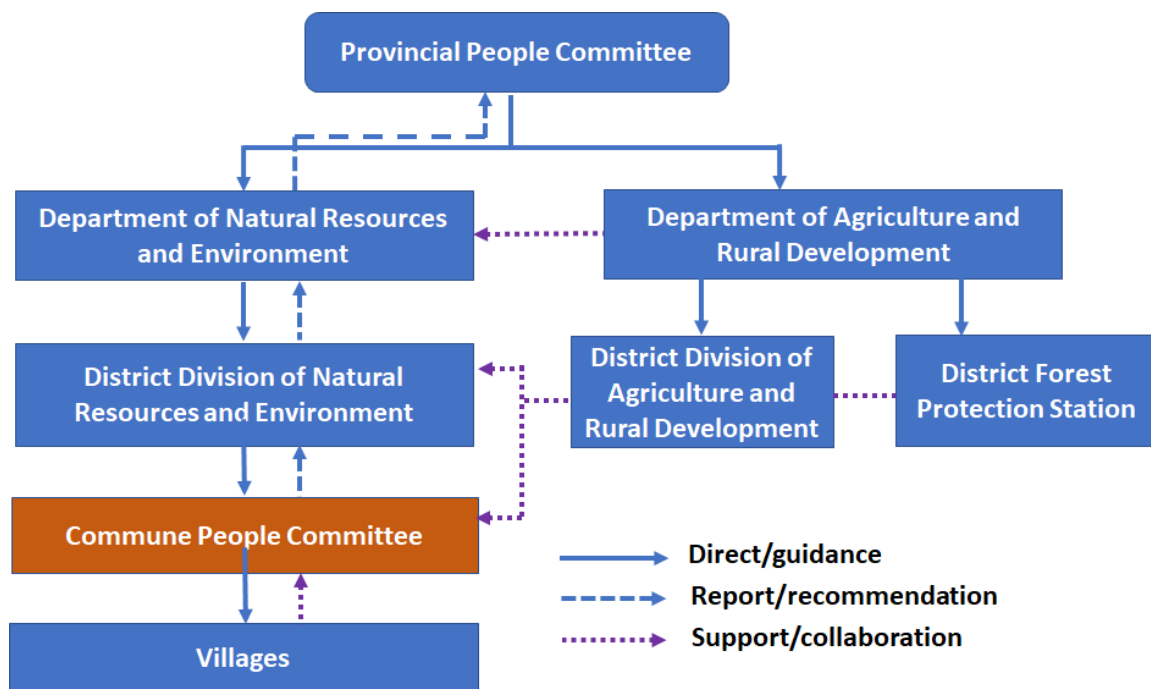 Provincial People Committee
Department of Natural Resources
and Environment
Department of Agriculture and
Rural Development
District Division of Natural
Resources and Environment
District Division of
Agriculture and
Rural Development
District Forest
Protection Station
Commune People Committee
Villages
Direct/guidance
Report/recommendation
Support/collaboration